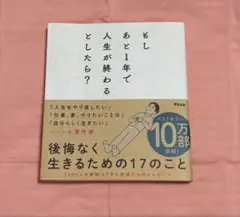 もし
あと1年で
人生が終わる
としたら?
「人生をやり直したい」
「仕事、夢、やりたいことは」
「自分らしく生きたい」
10万部
後悔なく
生きるための17のこと